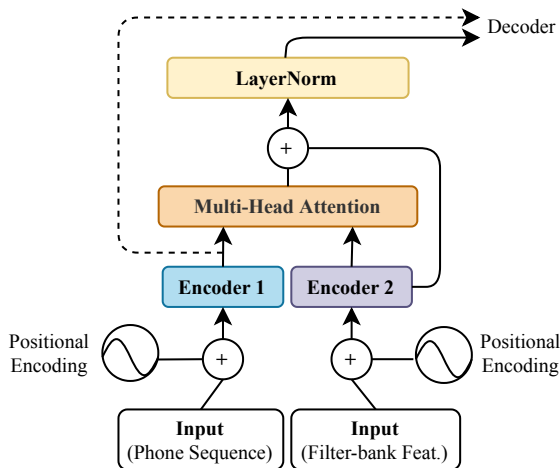 Decoder
LayerNorm
+
Multi-Head Attention
Encoder 1
Encoder 2
Positional
Encoding
+
+
Positional
Encoding
Input
(Phone Sequence)
Input
(Filter-bank Feat.)